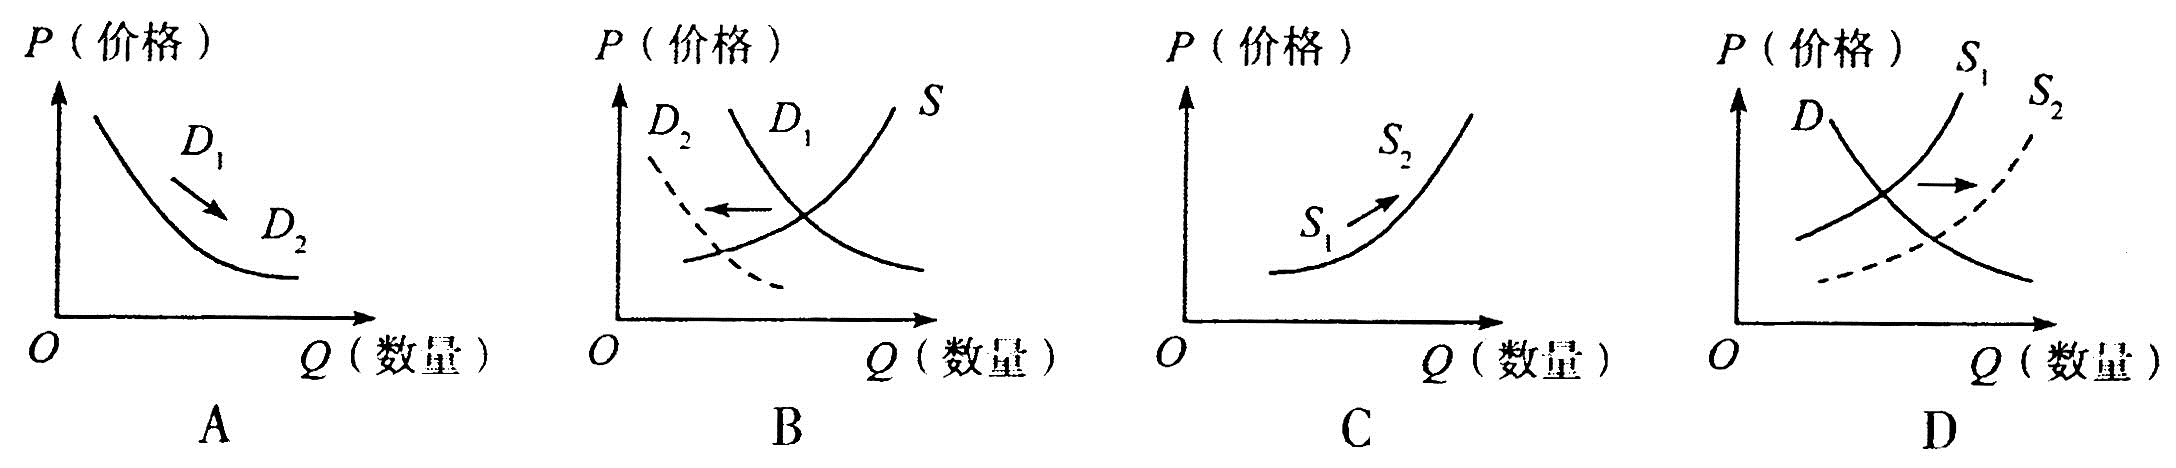 P（价格）
D₁
D₂
O
Q（数量）
A
P（价格）
D₂
D₁
S
O
Q（数量）
B
P（价格）
S₂
S₁
O
Q（数量）
C
P（价格）
S₁
S₂
D
O
Q（数量）
D